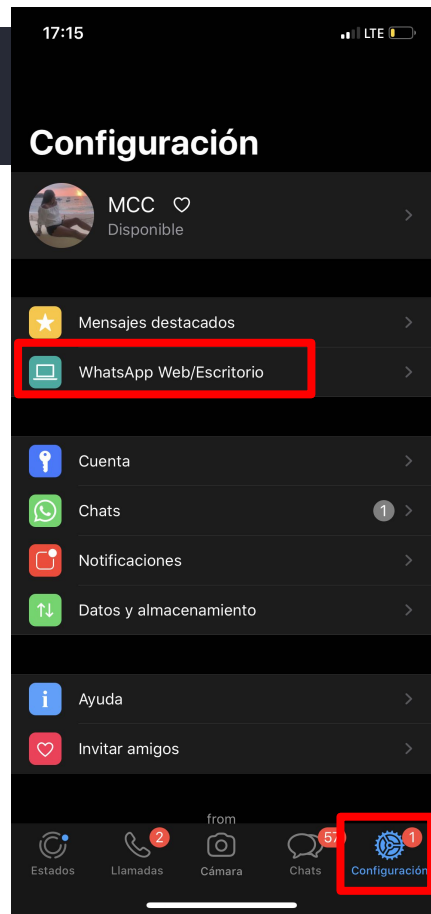 17:15 LTE
Configuración
MCC ♡
Disponible
Mensajes destacados
WhatsApp Web/Escritorio
Cuenta
Chats 1
Notificaciones
Datos y almacenamiento
Ayuda
Invitar amigos
from
2 57 1
Estados Llamadas Cámara Chats Configuración